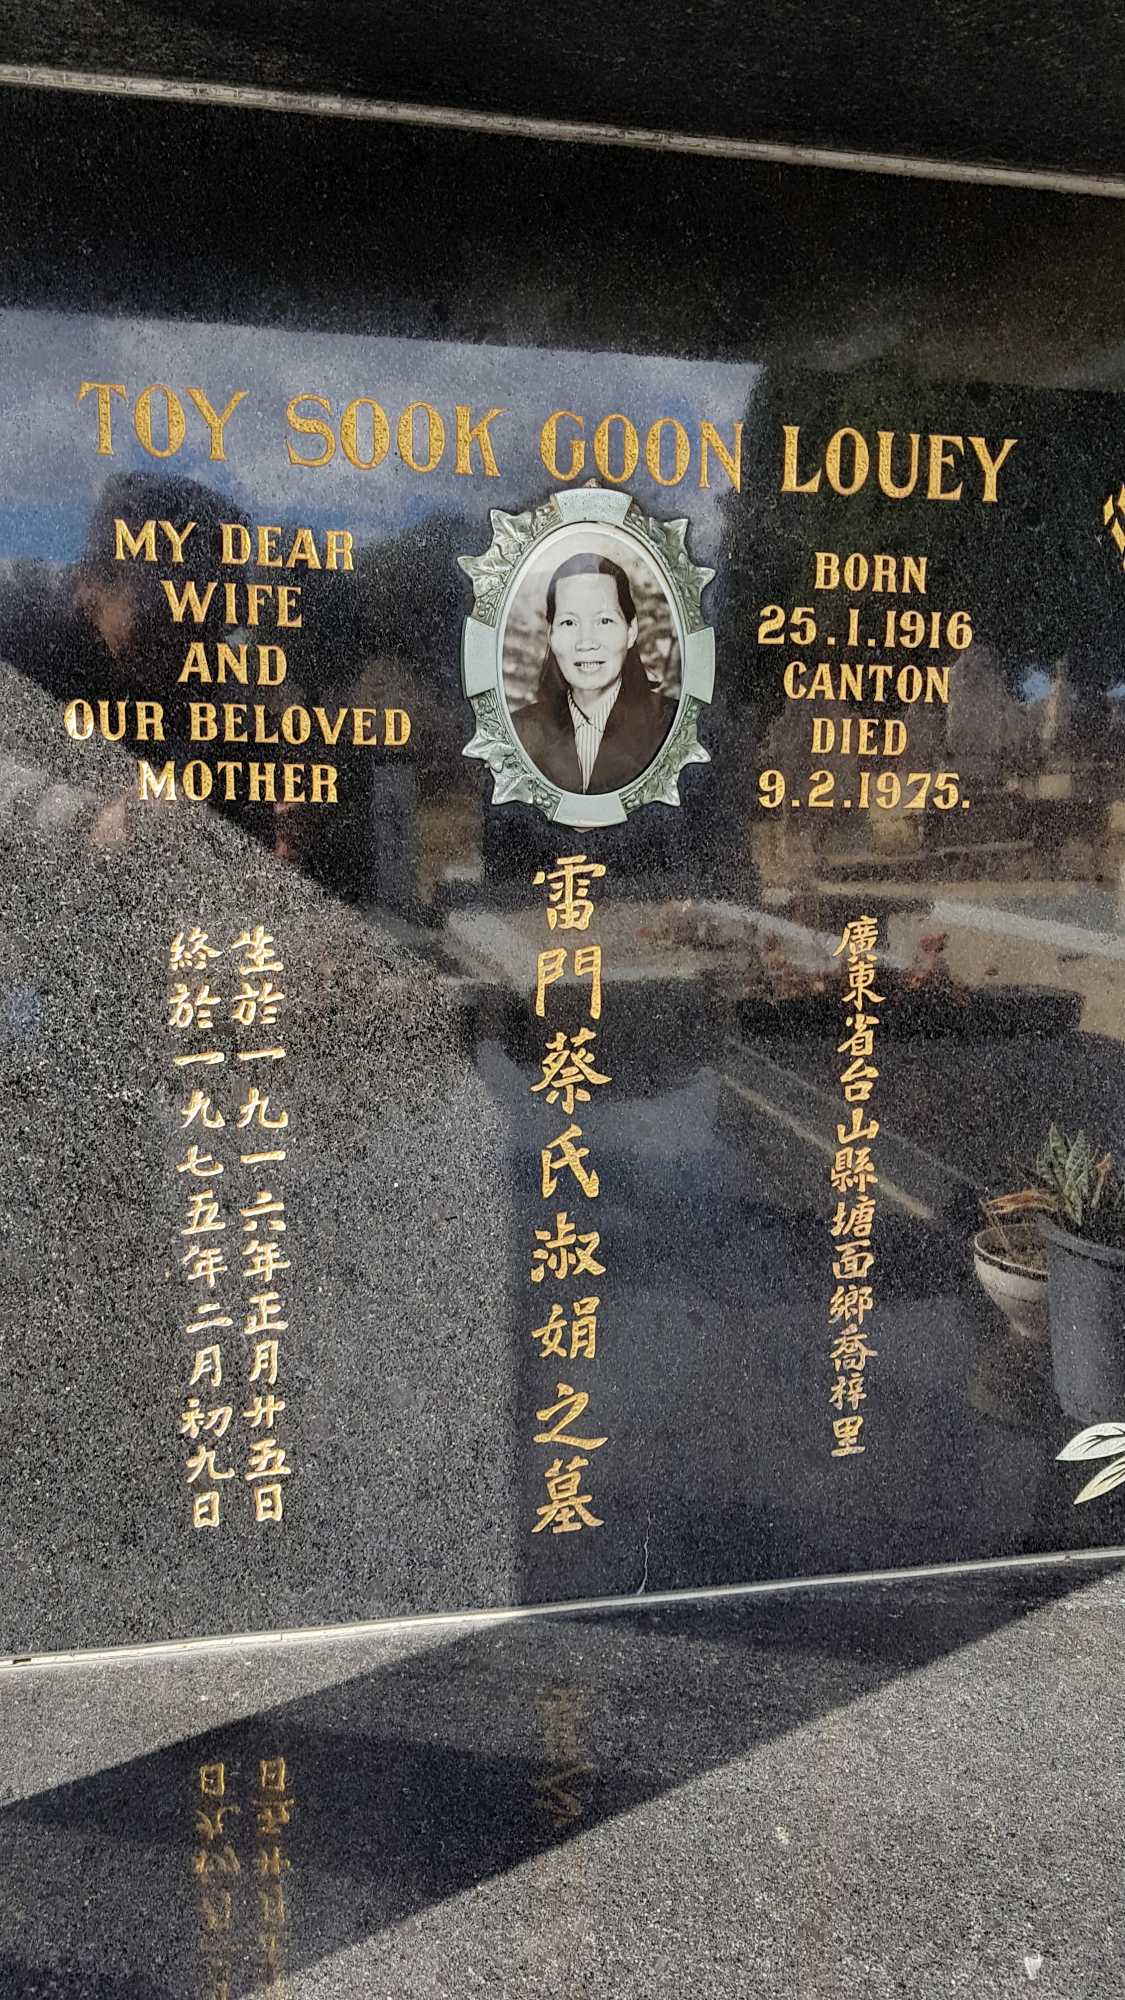 TOY SOOK GOON LOUEY
MY DEAR
WIFE
AND
OUR BELOVED
MOTHER
BORN
25.1.1916
CANTON
DIED
9.2.1975.
廣東省台山縣塘面鄉喬梓里
雷門蔡氏淑娟之墓
生於一九一六年正月廿五日
終於一九七五年二月初九日